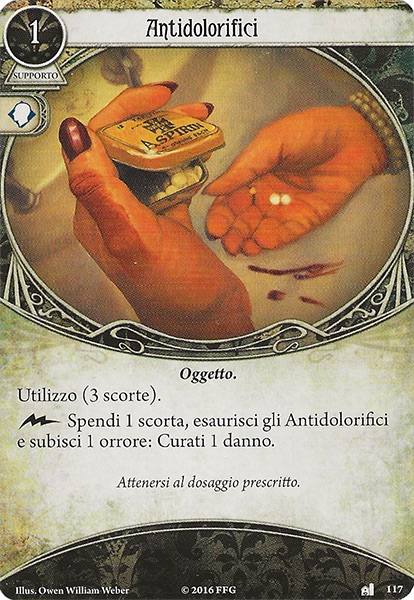 1
Antidolorifici
SUPPORTO
ASPIRIN
Oggetto.
Utilizzo (3 scorte).
Spendi 1 scorta, esaurisci gli Antidolorifici
e subisci 1 orrore: Curati 1 danno.
Attenersi al dosaggio prescritto.
Illus. Owen William Weber © 2016 FFG 117